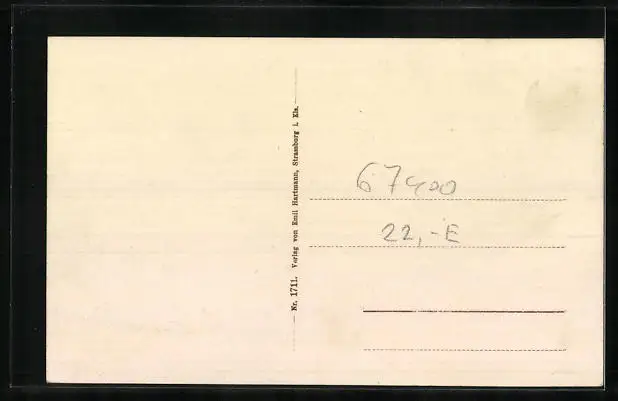 Nr. 1711. Verlag von Emil Hartmann, Strassburg i. Els.
67400
22,-E